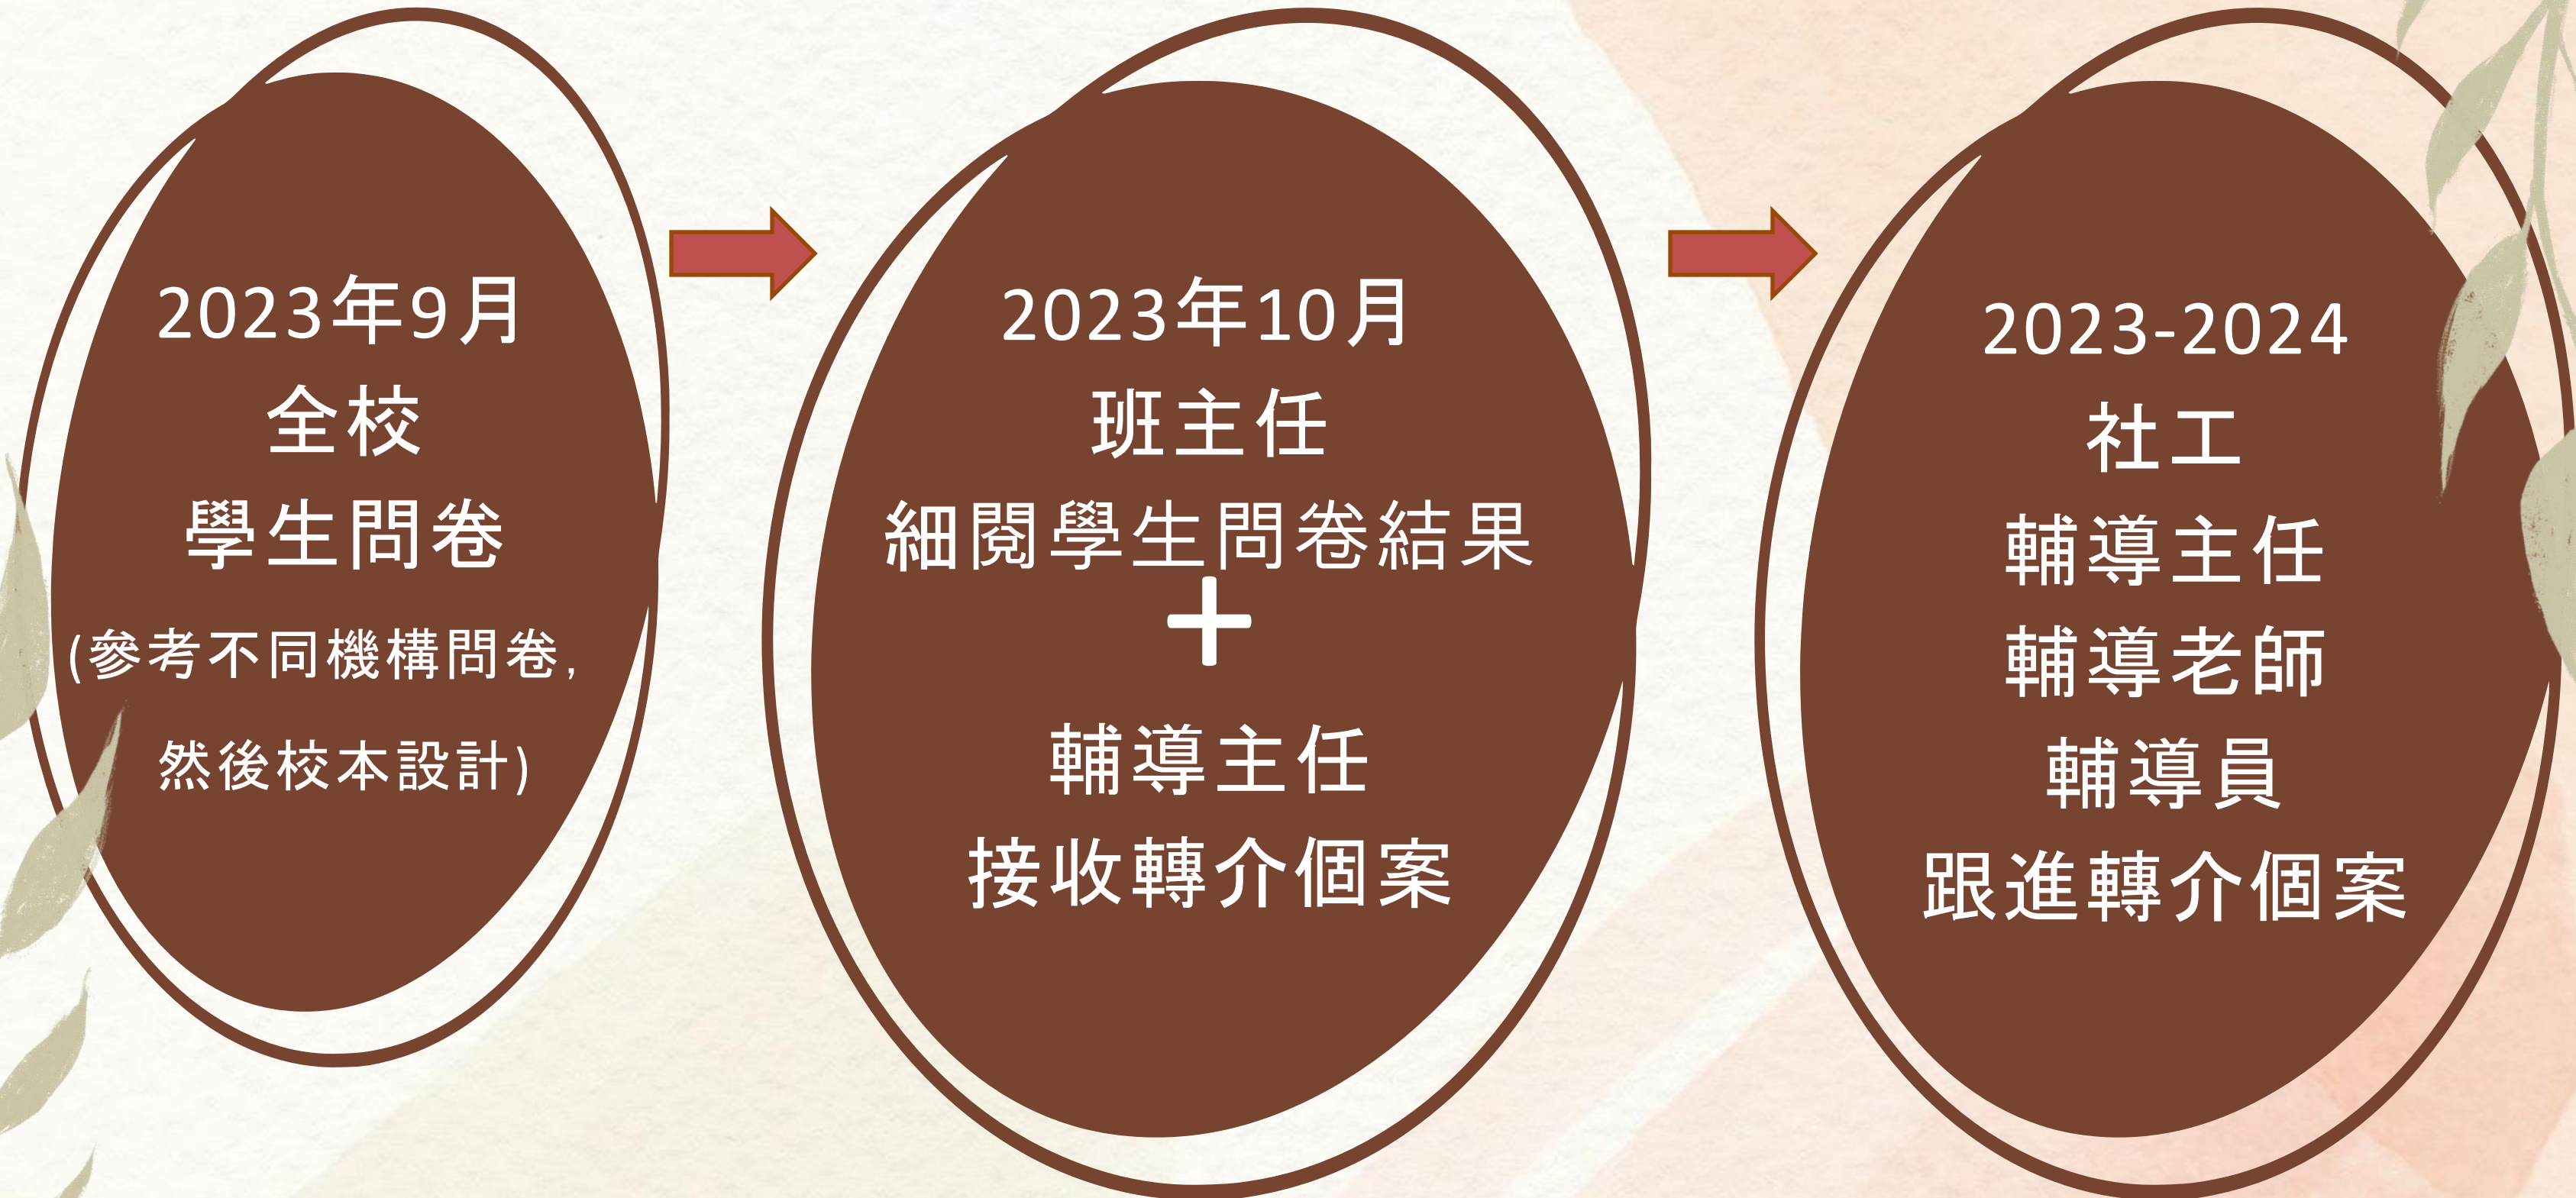 2023年9月
全校
學生問卷
(參考不同機構問卷,
然後校本設計)
2023年10月
班主任
細閱學生問卷結果
+
輔導主任
接收轉介個案
2023-2024
社工
輔導主任
輔導老師
輔導員
跟進轉介個案